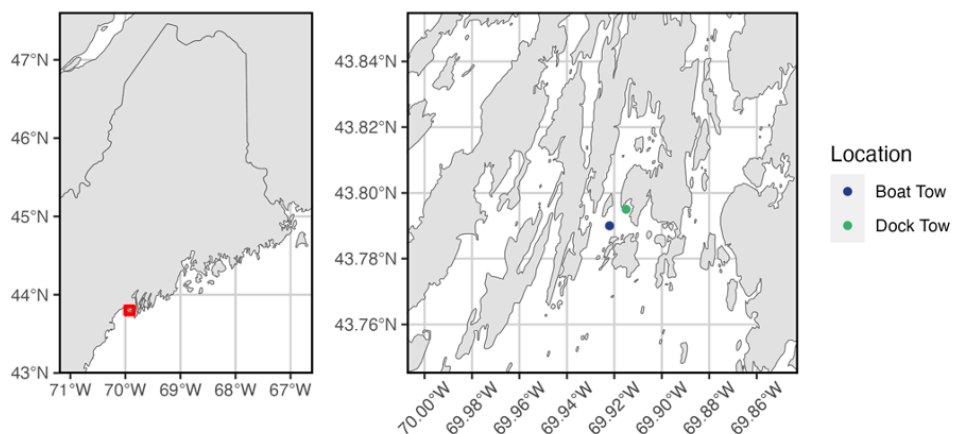 47°N
46°N
45°N
44°N
43°N
71°W 70°W 69°W 68°W 67°W
43.84°N
43.82°N
43.80°N
43.78°N
43.76°N
70.00°W 69.98°W 69.96°W 69.94°W 69.92°W 69.90°W 69.88°W 69.86°W
Location
Boat Tow
Dock Tow